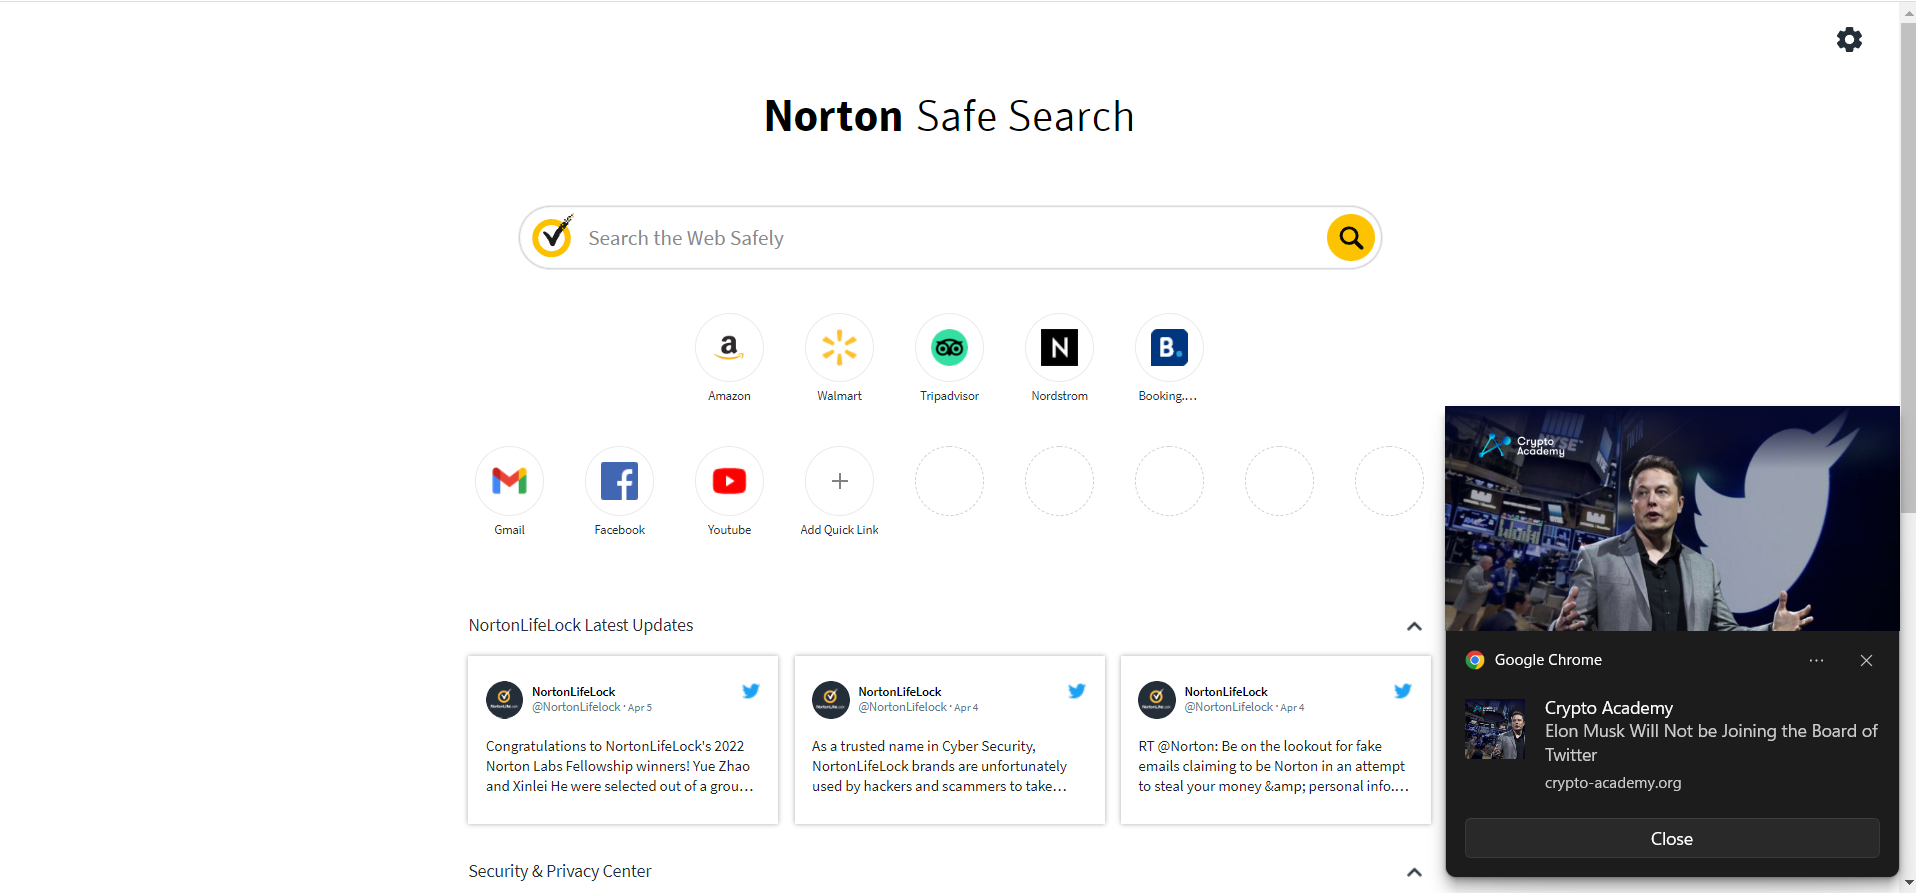 Norton Safe Search
Search the Web Safely
a
N
B.
Amazon
Walmart
Tripadvisor
Nordstrom
Booking....
Gmail
Facebook
Youtube
Add Quick Link
NortonLifeLock Latest Updates
NortonLifeLock
@NortonLifelock · Apr 5
Congratulations to NortonLifeLock's 2022
Norton Labs Fellowship winners! Yue Zhao
and Xinlei He were selected out of a grou...
NortonLifeLock
@NortonLifelock · Apr 4
As a trusted name in Cyber Security,
NortonLifeLock brands are unfortunately
used by hackers and scammers to take...
NortonLifeLock
@NortonLifelock · Apr 4
RT @Norton: Be on the lookout for fake
emails claiming to be Norton in an attempt
to steal your money &amp; personal info....
Security & Privacy Center
Crypto
Academy
NYSE
Google Chrome
Crypto Academy
Elon Musk Will Not be Joining the Board of
Twitter
crypto-academy.org
Close